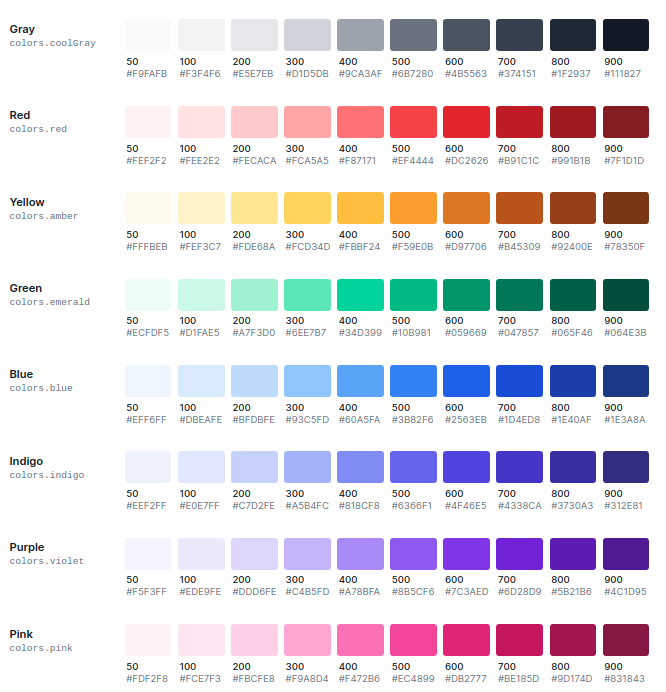 Gray
colors.coolGray
50 100 200 300 400 500 600 700 800 900
#F9FAFB #F3F4F6 #E5E7EB #D1D5DB #9CA3AF #6B7280 #4B5563 #374151 #1F2937 #111827
Red
colors.red
50 100 200 300 400 500 600 700 800 900
#FEF2F2 #FEE2E2 #FECACA #FCA5A5 #F87171 #EF4444 #DC2626 #B91C1C #991B1B #7F1D1D
Yellow
colors.amber
50 100 200 300 400 500 600 700 800 900
#FFFBEB #FEF3C7 #FDE68A #FCD34D #FBBF24 #F59E0B #D97706 #B45309 #92400E #78350F
Green
colors.emerald
50 100 200 300 400 500 600 700 800 900
#ECFDF5 #D1FAE5 #A7F3D0 #6EE7B7 #34D399 #10B981 #059669 #047857 #065F46 #064E3B
Blue
colors.blue
50 100 200 300 400 500 600 700 800 900
#EFF6FF #DBEAFE #BFDBFE #93C5FD #60A5FA #3B82F6 #2563EB #1D4ED8 #1E40AF #1E3A8A
Indigo
colors.indigo
50 100 200 300 400 500 600 700 800 900
#EEF2FF #E0E7FF #C7D2FE #A5B4FC #818CF8 #6366F1 #4F46E5 #4338CA #3730A3 #312E81
Purple
colors.violet
50 100 200 300 400 500 600 700 800 900
#F5F3FF #EDE9FE #DDD6FE #C4B5FD #A78BFA #8B5CF6 #7C3AED #6D28D9 #5B21B6 #4C1D95
Pink
colors.pink
50 100 200 300 400 500 600 700 800 900
#FDF2F8 #FCE7F3 #FBCFE8 #F9A8D4 #F472B6 #EC4899 #DB2777 #BE185D #9D174D #831843